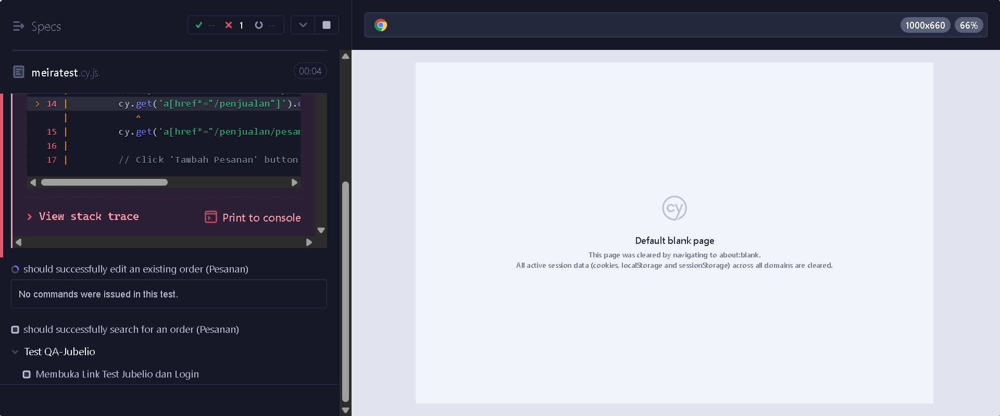 Specs
-- 1 --
1000x660 66%
meiratest.cy.js
00:04
> 14 | cy.get('a[href*="/penjualan"]').c
| ^
15 | cy.get('a[href*="/penjualan/pesan
16 |
17 | // Click 'Tambah Pesanan' button
> View stack trace
Print to console
should successfully edit an existing order (Pesanan)
No commands were issued in this test.
should successfully search for an order (Pesanan)
Test QA-Jubelio
Membuka Link Test Jubelio dan Login
cy
Default blank page
This page was cleared by navigating to about:blank.
All active session data (cookies, localStorage and sessionStorage) across all domains are cleared.